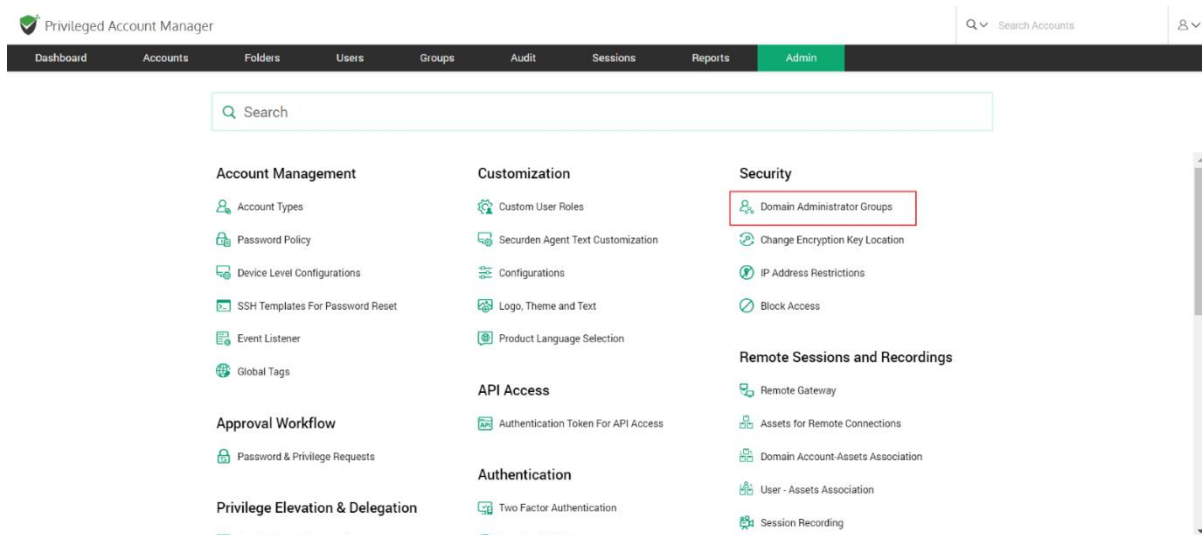 Privileged Account Manager
Search Accounts
Dashboard Accounts Folders Users Groups Audit Sessions Reports Admin
Search
Account Management
Account Types
Password Policy
Device Level Configurations
SSH Templates For Password Reset
Event Listener
Global Tags
Approval Workflow
Password & Privilege Requests
Privilege Elevation & Delegation
Customization
Custom User Roles
Securden Agent Text Customization
Configurations
Logo, Theme and Text
Product Language Selection
API Access
API
Authentication Token For API Access
Authentication
Two Factor Authentication
Security
Domain Administrator Groups
Change Encryption Key Location
IP Address Restrictions
Block Access
Remote Sessions and Recordings
Remote Gateway
Assets for Remote Connections
Domain Account-Assets Association
User - Assets Association
Session Recording